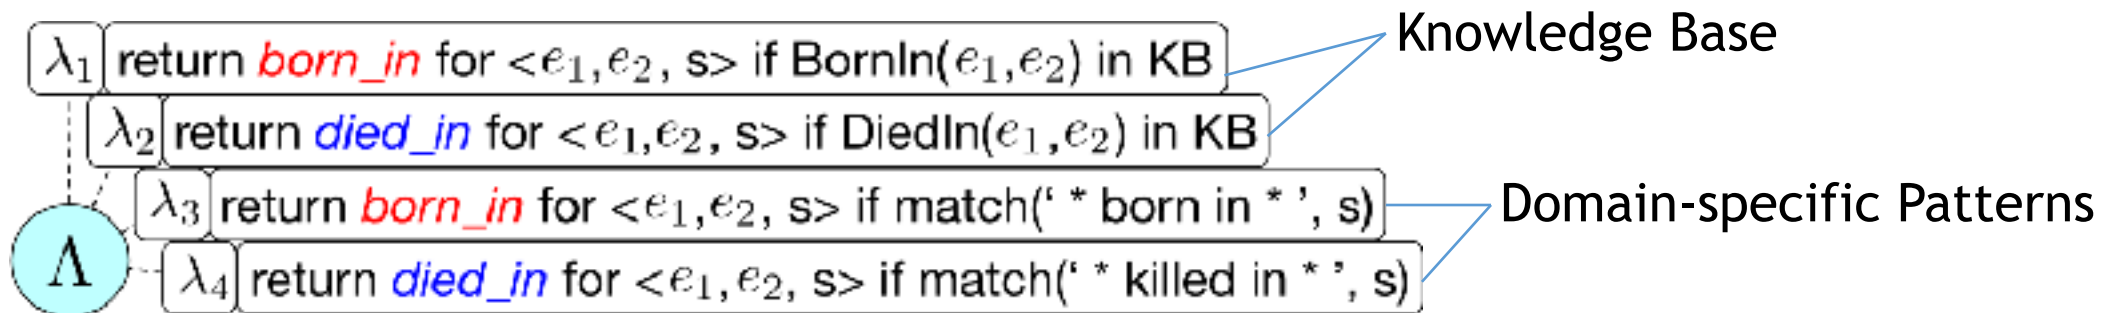 λ1 return born_in for <e1,e2, s> if BornIn(e1,e2) in KB
Knowledge Base
λ2 return died_in for <e1,e2, s> if DiedIn(e1,e2) in KB
λ3 return born_in for <e1,e2, s> if match(‘ * born in * ’, s)
Domain-specific Patterns
Λ
λ4 return died_in for <e1,e2, s> if match(‘ * killed in * ’, s)